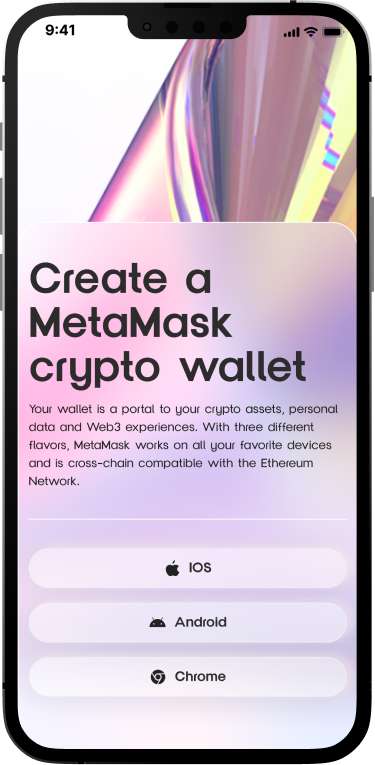 9:41
Create a
MetaMask
crypto wallet
Your wallet is a portal to your crypto assets, personal
data and Web3 experiences. With three different
flavors, MetaMask works on all your favorite devices
and is cross-chain compatible with the Ethereum
Network.
IOS
Android
Chrome